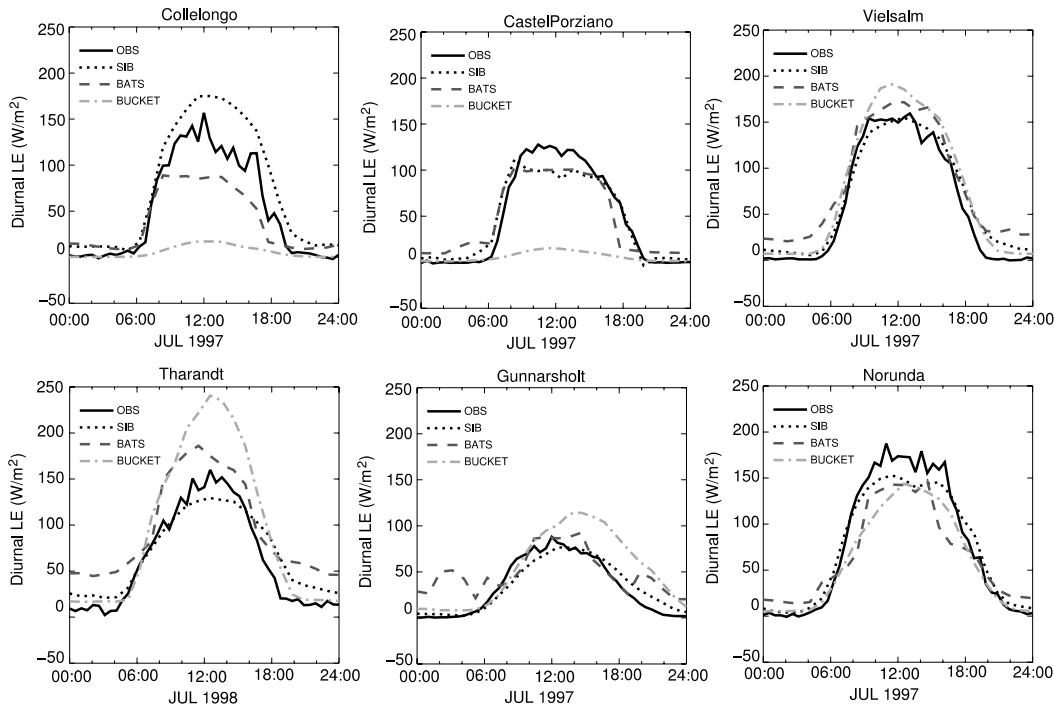 Collelongo
250
200
150
100
50
0
−50
Diurnal LE (W/m²)
OBS
SIB
BATS
BUCKET
00:00 06:00 12:00 18:00 24:00
JUL 1997
CastelPorziano
250
200
150
100
50
0
−50
Diurnal LE (W/m²)
OBS
SIB
BATS
BUCKET
00:00 06:00 12:00 18:00 24:00
JUL 1997
Vielsalm
250
200
150
100
50
0
−50
Diurnal LE (W/m²)
OBS
SIB
BATS
BUCKET
00:00 06:00 12:00 18:00 24:00
JUL 1997
Tharandt
250
200
150
100
50
0
−50
Diurnal LE (W/m²)
OBS
SIB
BATS
BUCKET
00:00 06:00 12:00 18:00 24:00
JUL 1998
Gunnarsholt
250
200
150
100
50
0
−50
Diurnal LE (W/m²)
OBS
SIB
BATS
BUCKET
00:00 06:00 12:00 18:00 24:00
JUL 1997
Norunda
250
200
150
100
50
0
−50
Diurnal LE (W/m²)
OBS
SIB
BATS
BUCKET
00:00 06:00 12:00 18:00 24:00
JUL 1997